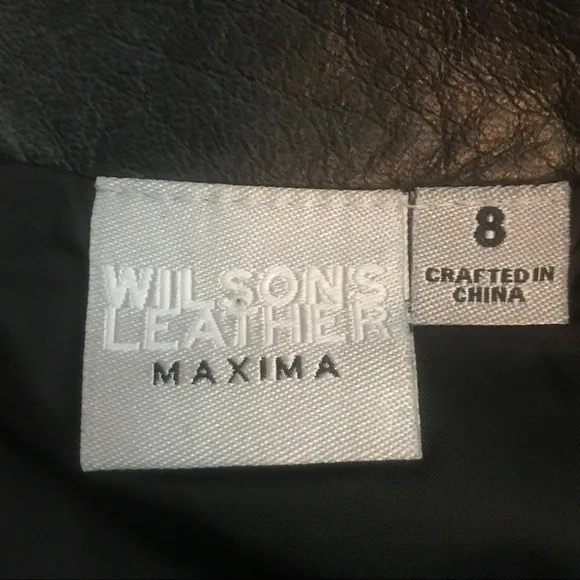 WILSONS
LEATHER
MAXIMA
8
CRAFTED IN
CHINA